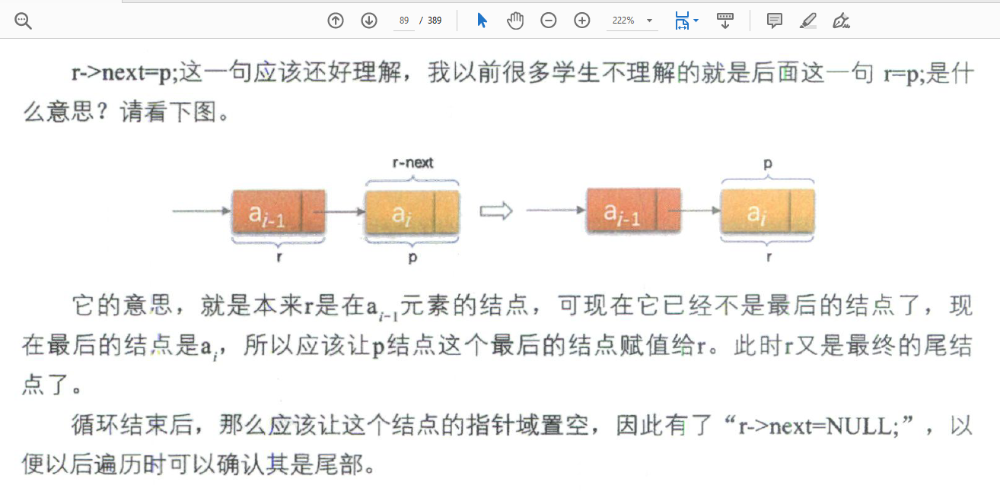 89 / 389
222%
r->next=p;这一句应该还好理解，我以前很多学生不理解的就是后面这一句 r=p;是什
么意思？请看下图。
r-next
p
a i-1
a i
a i-1
a i
r
p
r
它的意思，就是本来r是在a i-1元素的结点，可现在它已经不是最后的结点了，现
在最后的结点是a i，所以应该让p结点这个最后的结点赋值给r。此时r又是最终的尾结
点了。
循环结束后，那么应该让这个结点的指针域置空，因此有了“r->next=NULL;”，以
便以后遍历时可以确认其是尾部。